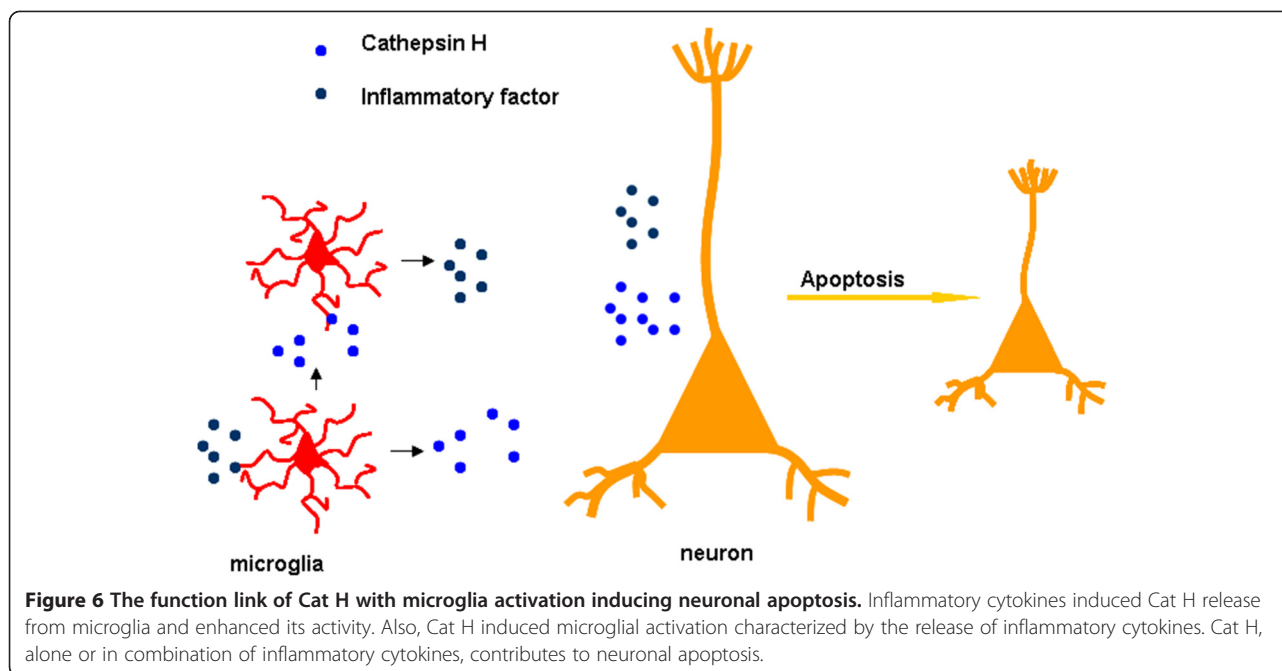 Cathepsin H
Inflammatory factor
Apoptosis
microglia
neuron
Figure 6 The function link of Cat H with microglia activation inducing neuronal apoptosis. Inflammatory cytokines induced Cat H release
from microglia and enhanced its activity. Also, Cat H induced microglial activation characterized by the release of inflammatory cytokines. Cat H,
alone or in combination of inflammatory cytokines, contributes to neuronal apoptosis.